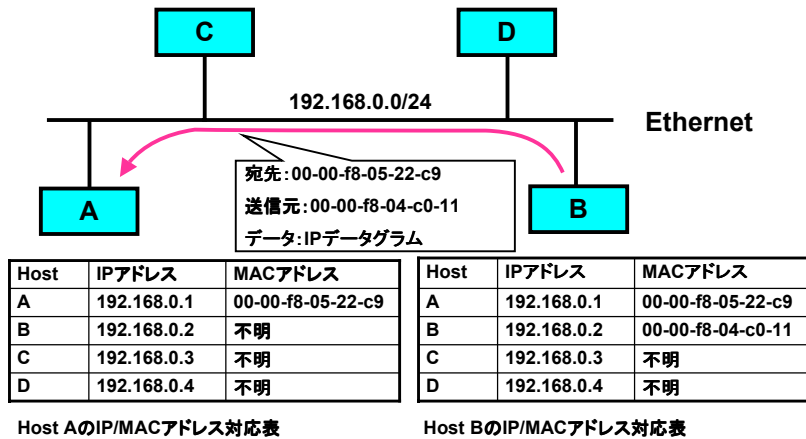 C
D
192.168.0.0/24
Ethernet
宛先:00-00-f8-05-22-c9
送信元:00-00-f8-04-c0-11
データ:IPデータグラム
A
B
Host IPアドレス MACアドレス
A 192.168.0.1 00-00-f8-05-22-c9
B 192.168.0.2 不明
C 192.168.0.3 不明
D 192.168.0.4 不明
Host AのIP/MACアドレス対応表
Host IPアドレス MACアドレス
A 192.168.0.1 00-00-f8-05-22-c9
B 192.168.0.2 00-00-f8-04-c0-11
C 192.168.0.3 不明
D 192.168.0.4 不明
Host BのIP/MACアドレス対応表